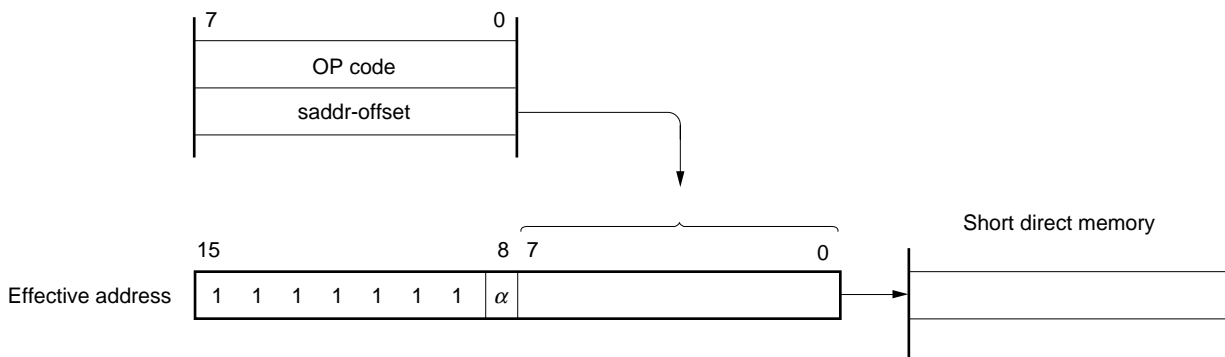 7 0
OP code
saddr-offset
Short direct memory
15 8 7 0
Effective address 1 1 1 1 1 1 1 α